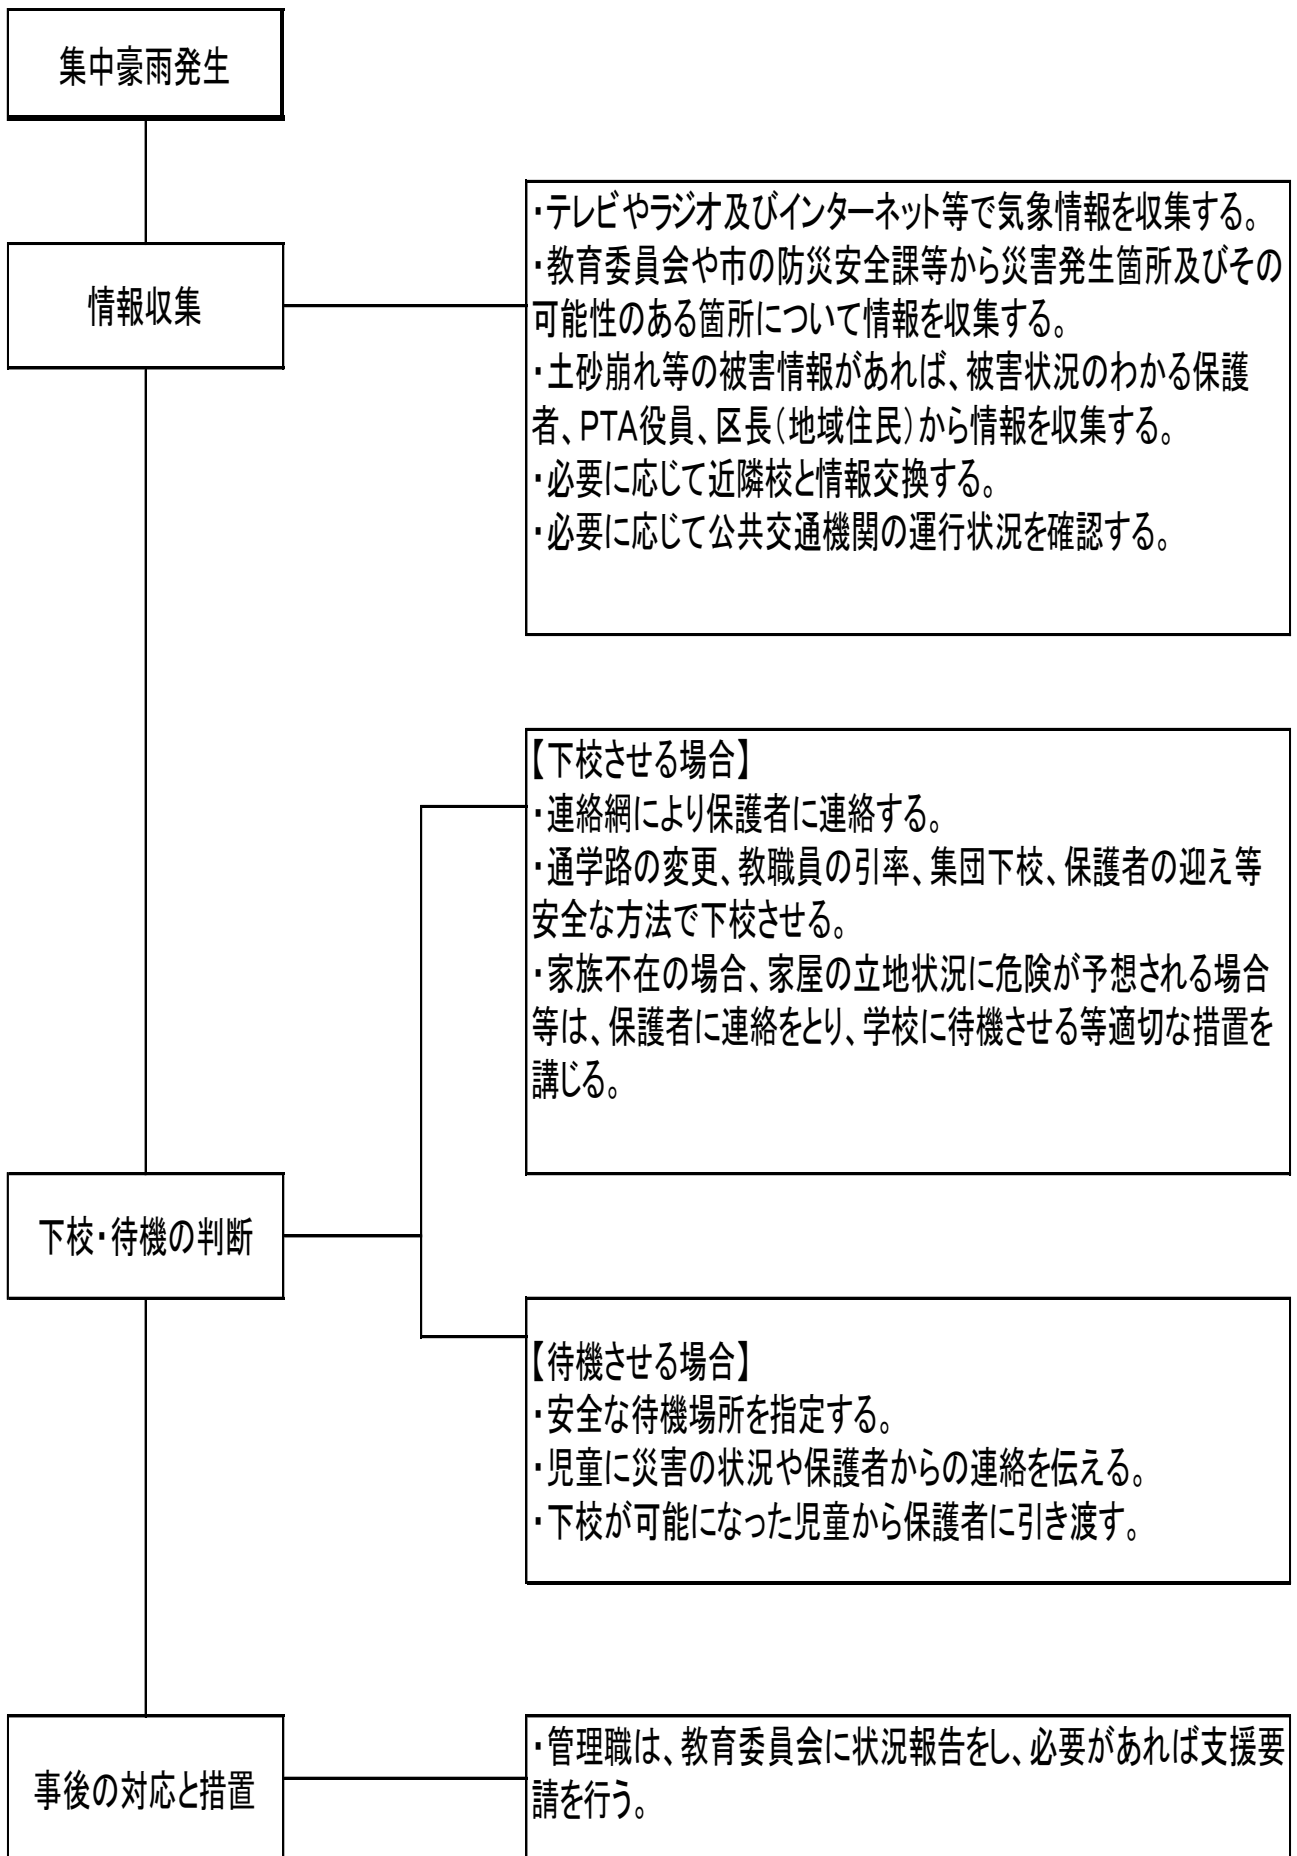 集中豪雨発生
情報収集
・テレビやラジオ及びインターネット等で気象情報を収集する。
・教育委員会や市の防災安全課等から災害発生箇所及びその
可能性のある箇所について情報を収集する。
・土砂崩れ等の被害情報があれば、被害状況のわかる保護
者、PTA役員、区長（地域住民）から情報を収集する。
・必要に応じて近隣校と情報交換する。
・必要に応じて公共交通機関の運行状況を確認する。
下校・待機の判断
【下校させる場合】
・連絡網により保護者に連絡する。
・通学路の変更、教職員の引率、集団下校、保護者の迎え等
安全な方法で下校させる。
・家族不在の場合、家屋の立地状況に危険が予想される場合
等は、保護者に連絡をとり、学校に待機させる等適切な措置を
講じる。
【待機させる場合】
・安全な待機場所を指定する。
・児童に災害の状況や保護者からの連絡を伝える。
・下校が可能になった児童から保護者に引き渡す。
事後の対応と措置
・管理職は、教育委員会に状況報告をし、必要があれば支援要
請を行う。